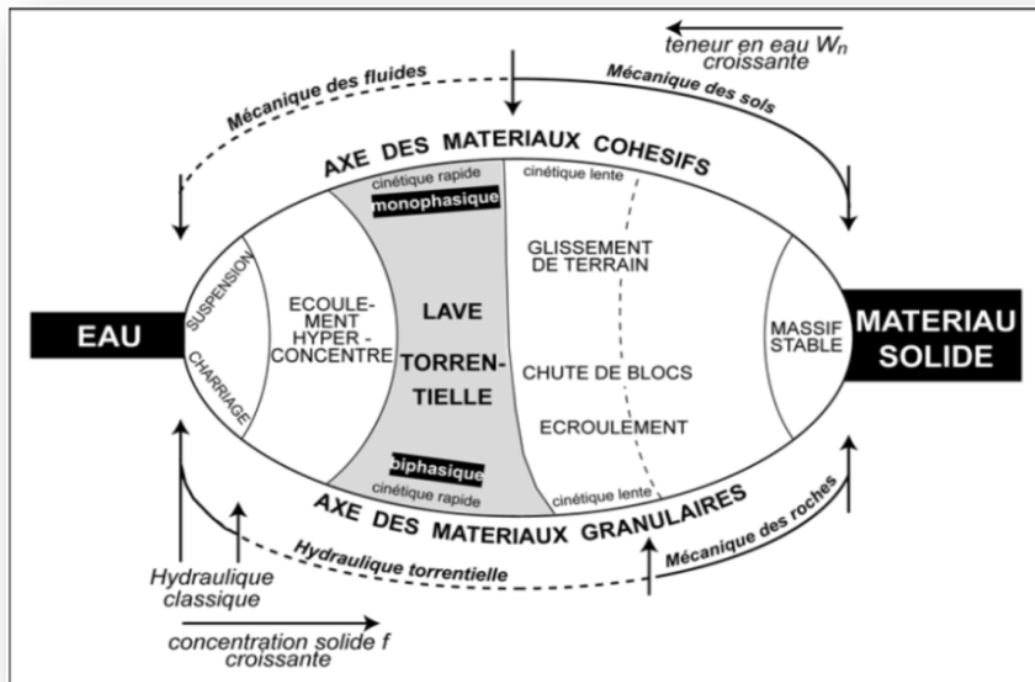 teneur en eau Wn
croissante
Mécanique des fluides
Mécanique des sols
AXE DES MATERIAUX COHESIFS
cinétique rapide
cinétique lente
monophasique
SUSPENSION
GLISSEMENT
DE TERRAIN
EAU
ECOULE-
MENT
HYPER-
CONCENTRE
LAVE
TORREN-
TIELLE
MASSIF
STABLE
MATERIAU
SOLIDE
CHARRIAGE
CHUTE DE BLOCS
ECROULEMENT
biphasique
cinétique rapide
cinétique lente
AXE DES MATERIAUX GRANULAIRES
Mécanique des roches
Hydraulique torrentielle
Hydraulique
classique
concentration solide f
croissante